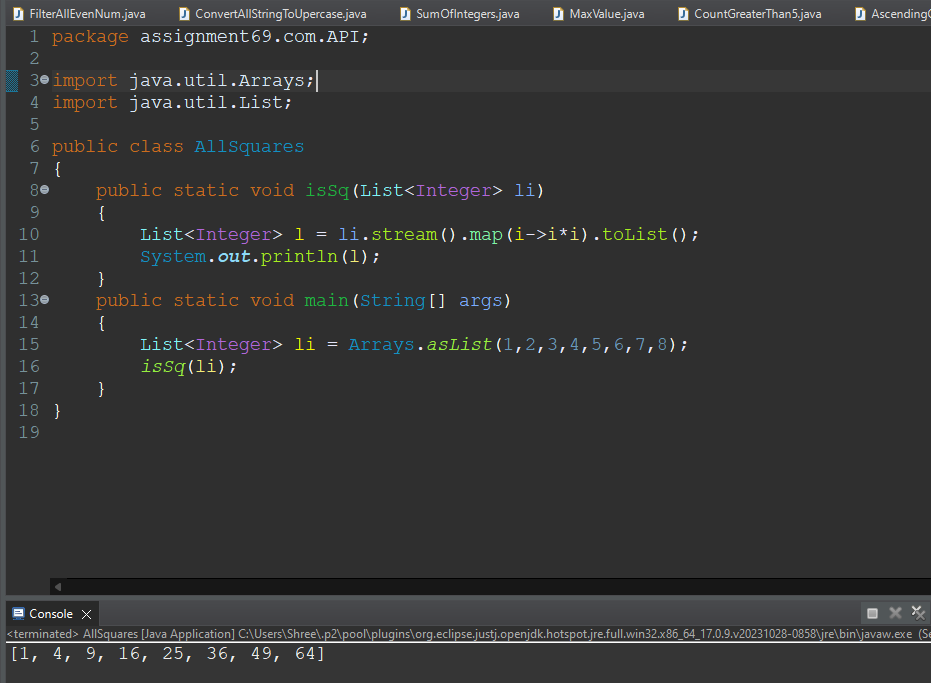 FilterAllEvenNum.java ConvertAllStringToUpercase.java SumOfIntegers.java MaxValue.java CountGreaterThan5.java Ascending
1 package assignment69.com.API;
2
3 import java.util.Arrays;
4 import java.util.List;
5
6 public class AllSquares
7 {
8 public static void isSq(List<Integer> li)
9 {
10 List<Integer> l = li.stream().map(i->i*i).toList();
11 System.out.println(l);
12 }
13 public static void main(String[] args)
14 {
15 List<Integer> li = Arrays.asList(1,2,3,4,5,6,7,8);
16 isSq(li);
17 }
18 }
19
Console
<terminated> AllSquares [Java Application] C:\Users\Shree\.p2\pool\plugins\org.eclipse.justj.openjdk.hotspot.jre.full.win32.x86_64_17.0.9.v20231028-0858\jre\bin\javaw.exe (Se
[1, 4, 9, 16, 25, 36, 49, 64]